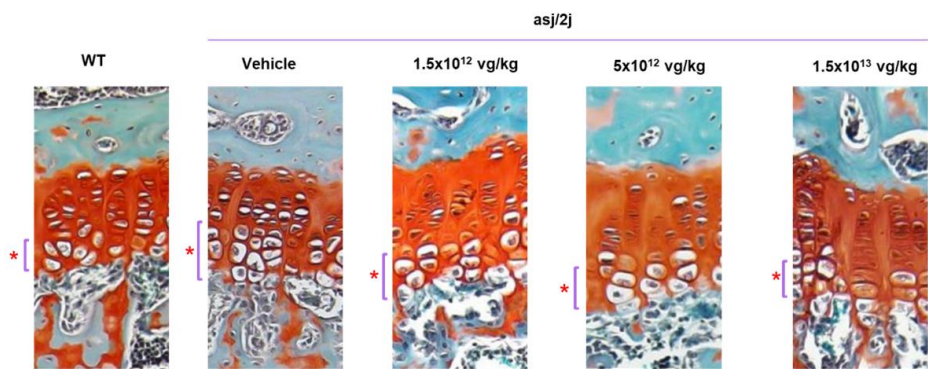 asj/2j
WT
Vehicle
1.5x10¹² vg/kg
5x10¹² vg/kg
1.5x10¹³ vg/kg
*
*
*
*
*